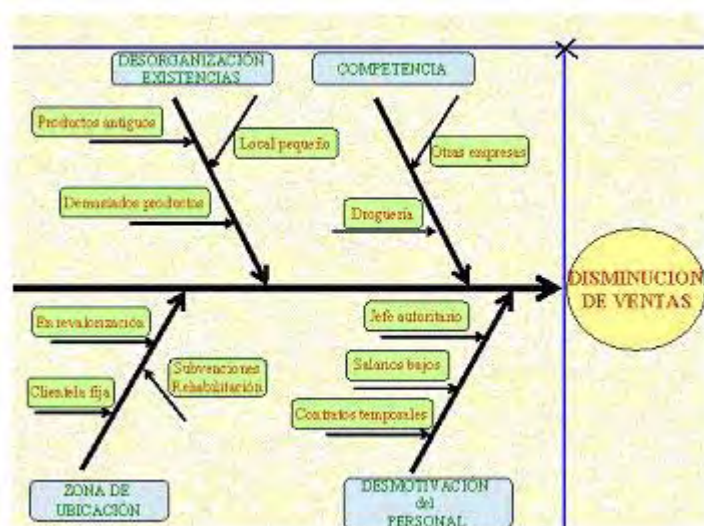 DESORGANIZACIÓN
EXISTENCIAS
COMPETENCIA
Productos antiguos
Local pequeño
Otras empresas
Demasiados productos
Droguería
DISMINUCION
DE VENTAS
En revalorización
Jefe autoritario
Subvenciones
Rehabilitación
Salarios bajos
Clientela fija
Contratos temporales
ZONA DE
UBICACIÓN
DESMOTIVACIÓN
del
PERSONAL